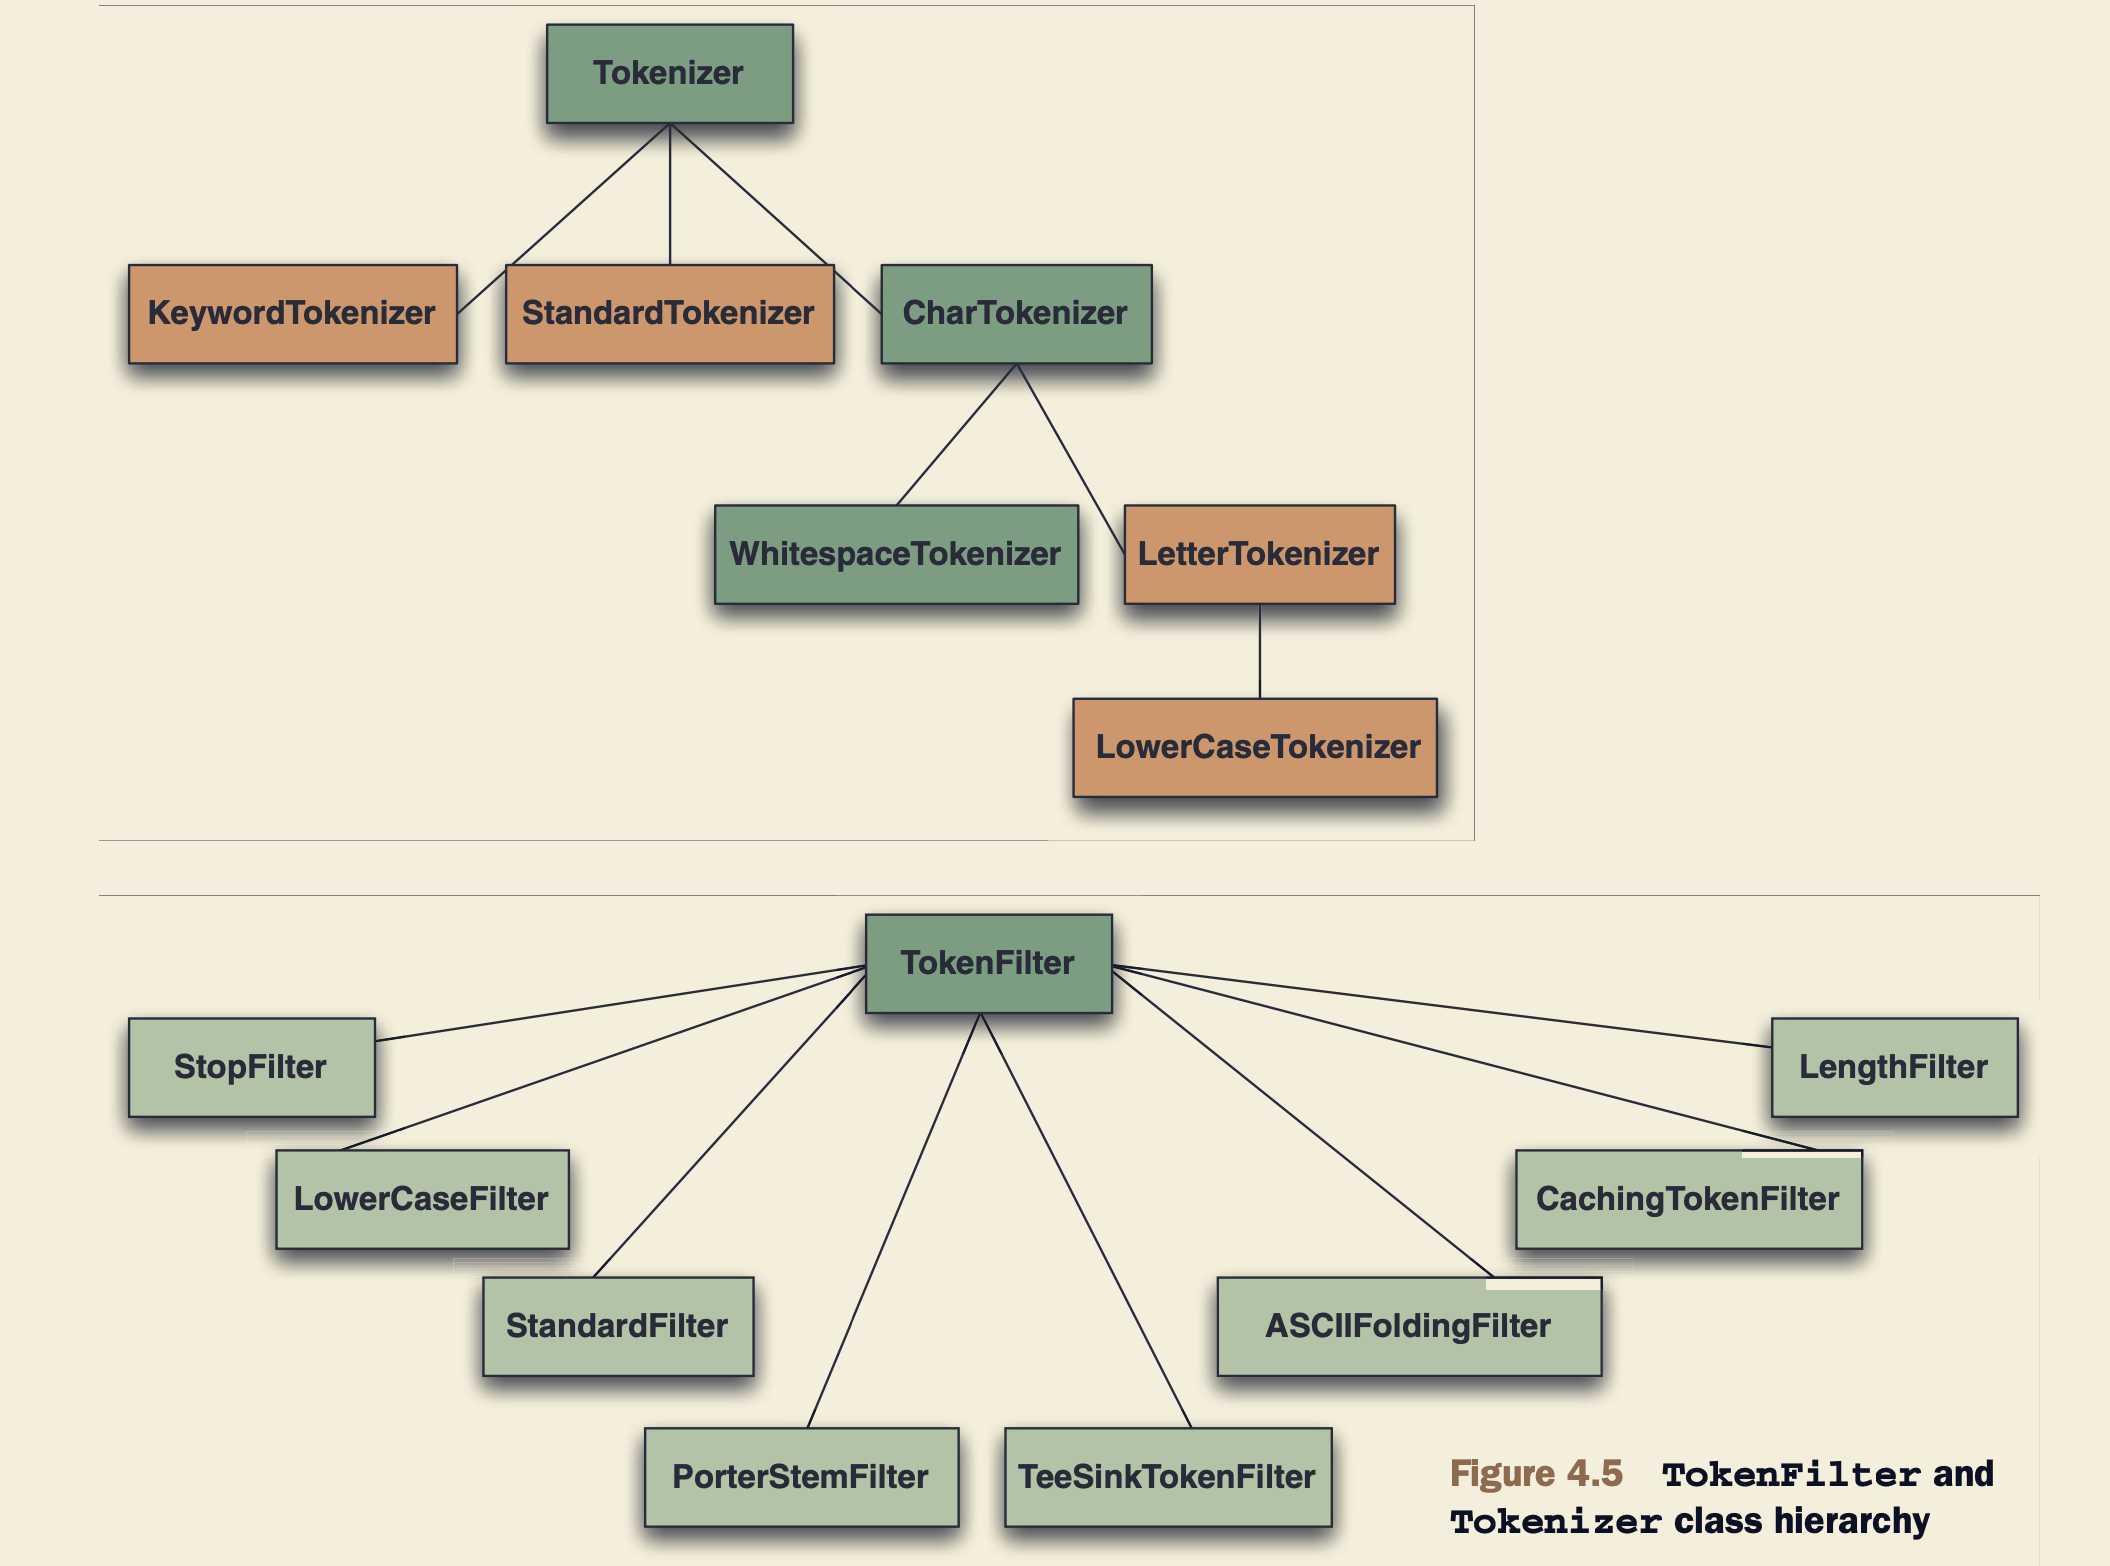 Tokenizer
KeywordTokenizer
StandardTokenizer
CharTokenizer
WhitespaceTokenizer
LetterTokenizer
LowerCaseTokenizer
TokenFilter
StopFilter
LengthFilter
LowerCaseFilter
CachingTokenFilter
StandardFilter
ASCIIFoldingFilter
PorterStemFilter
TeeSinkTokenFilter
Figure 4.5 TokenFilter and
Tokenizer class hierarchy